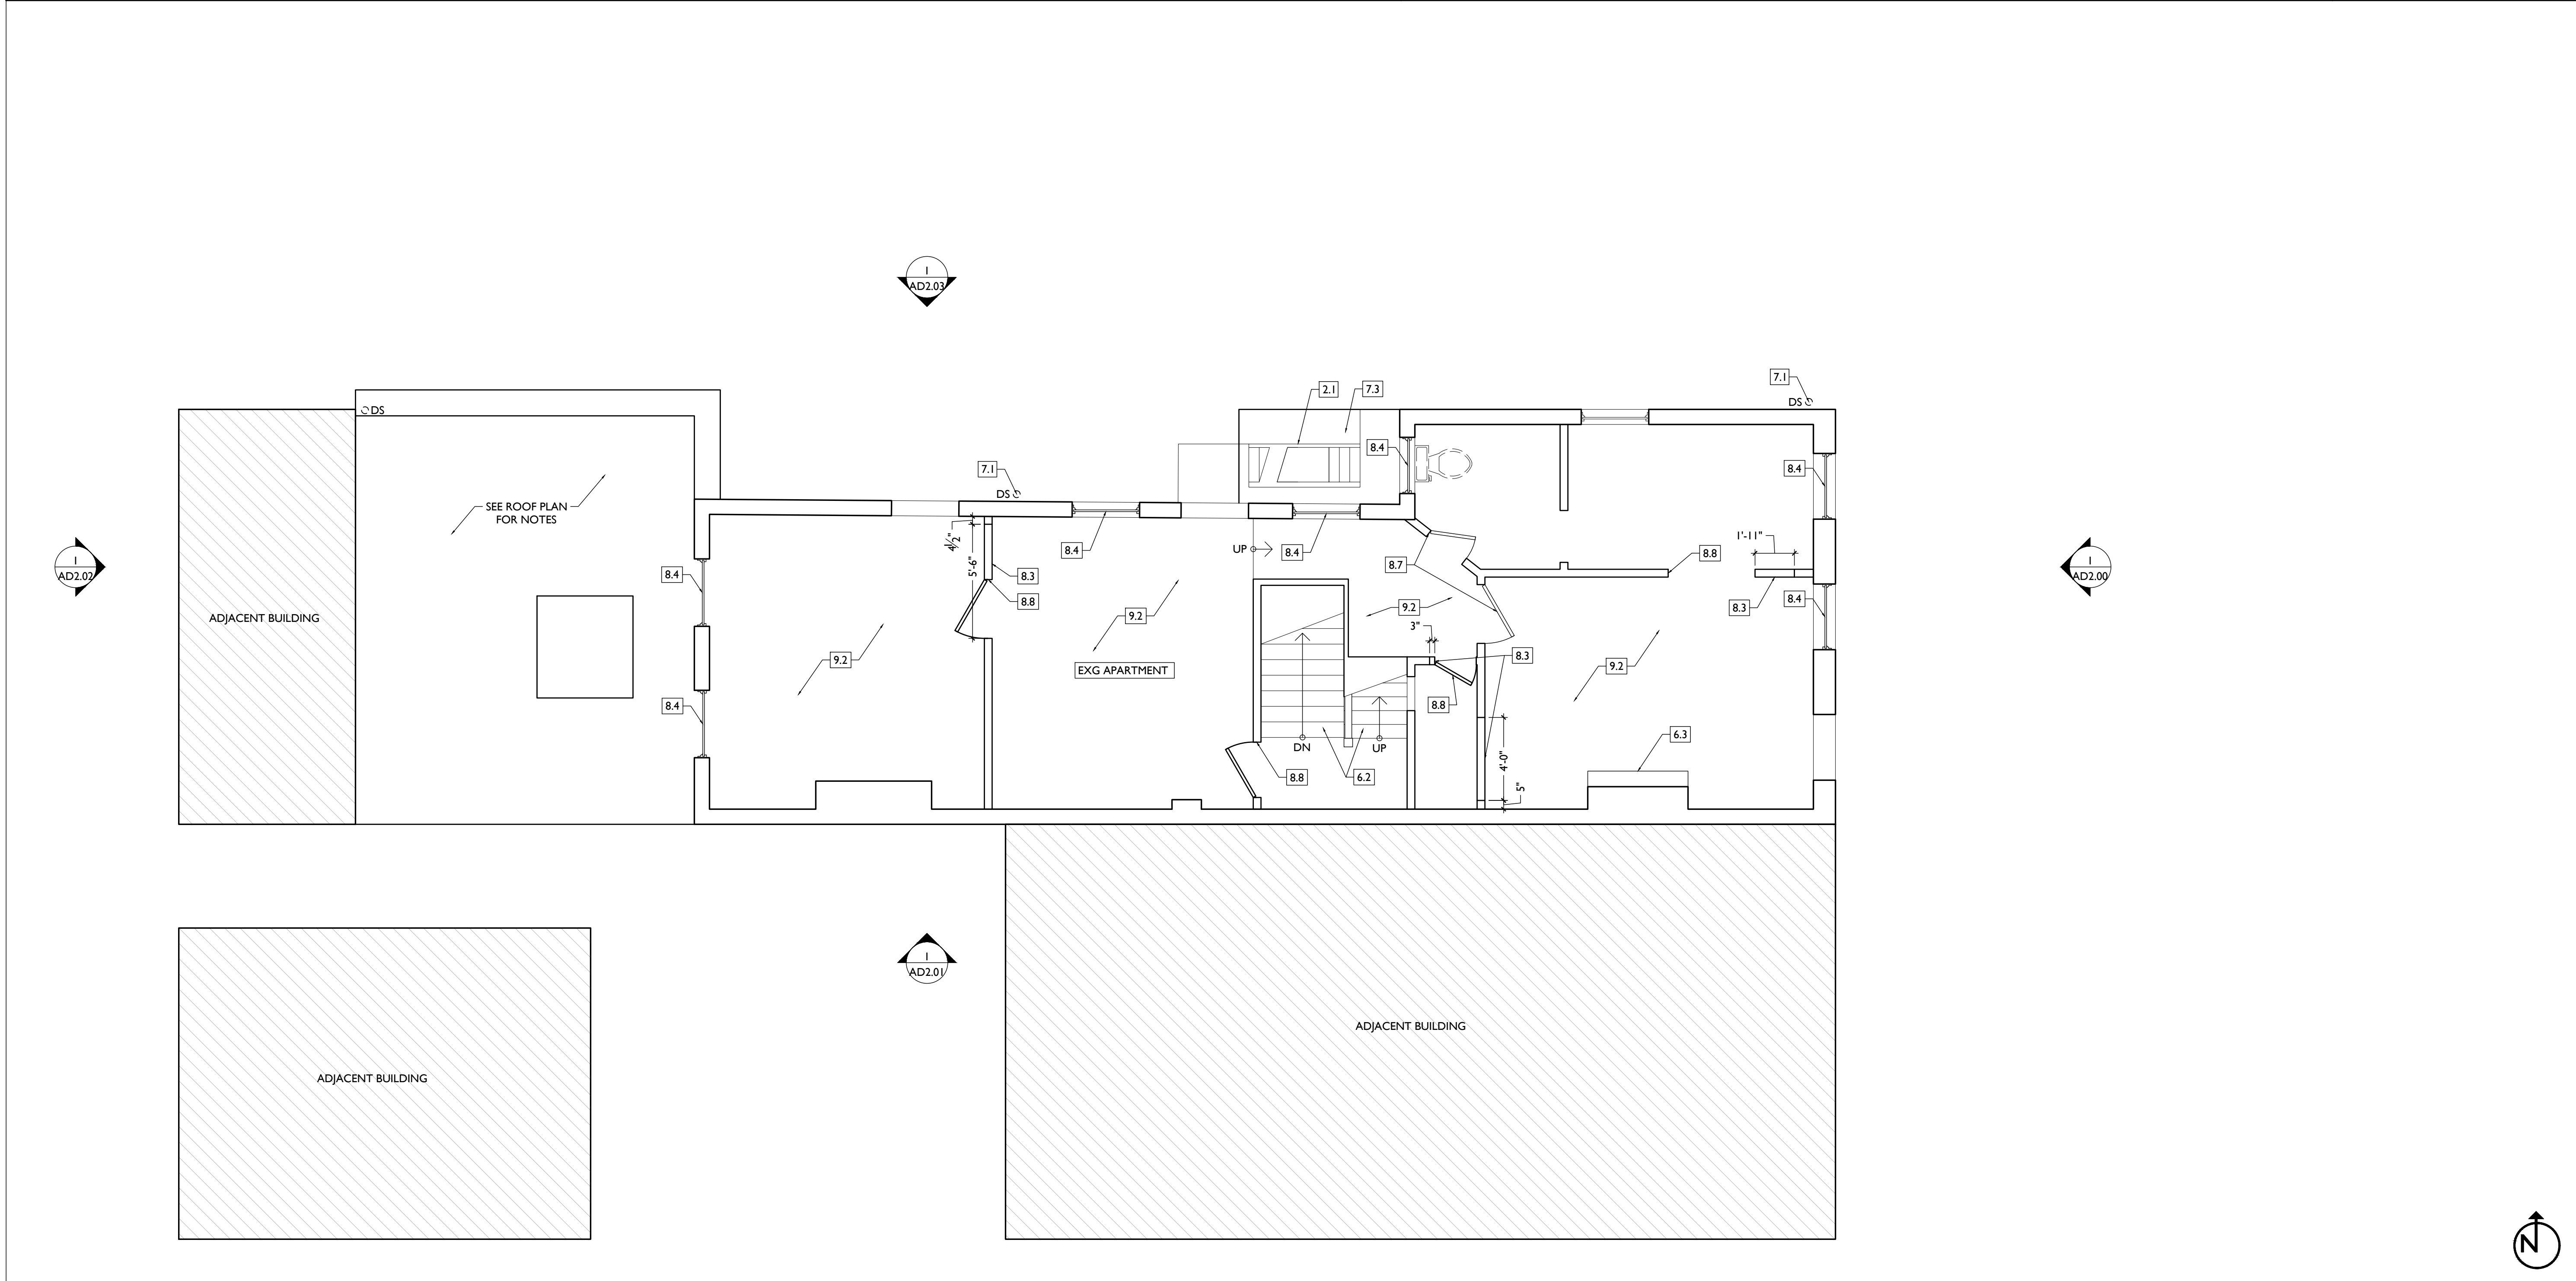 1
AD2.03
2.1
7.3
7.1
DS
DS
8.4
8.4
7.1
DS
SEE ROOF PLAN
FOR NOTES
4 1/2"
5'-6"
8.4
UP
8.4
8.7
8.8
1'-11"
1
AD2.02
1
AD2.00
8.4
8.3
8.8
9.2
9.2
8.3
8.4
ADJACENT BUILDING
3"
9.2
EXG APARTMENT
8.3
9.2
8.4
8.8
6.3
DN
UP
4'-0"
8.8
6.2
5"
1
AD2.01
ADJACENT BUILDING
ADJACENT BUILDING
N